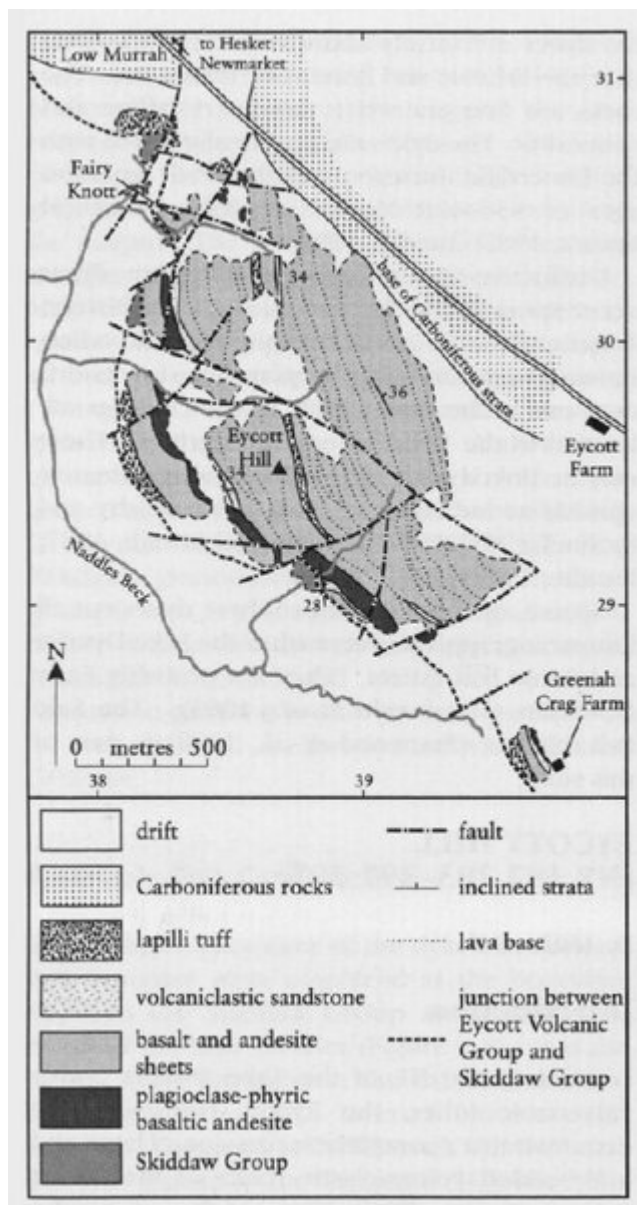 Low Murrah
to Hesket
Newmarket
31
Fairy
Knott
34
base of Carboniferous strata
30
36
Eycott
Farm
Eycott
Hill
34
Naddles Beck
28
29
N
Greenah
Crag Farm
0 metres 500
38
39
drift
fault
Carboniferous rocks
inclined strata
lapilli tuff
lava base
volcaniclastic sandstone
junction between
Eycott Volcanic
Group and
Skiddaw Group
basalt and andesite
sheets
plagioclase-phyric
basaltic andesite
Skiddaw Group